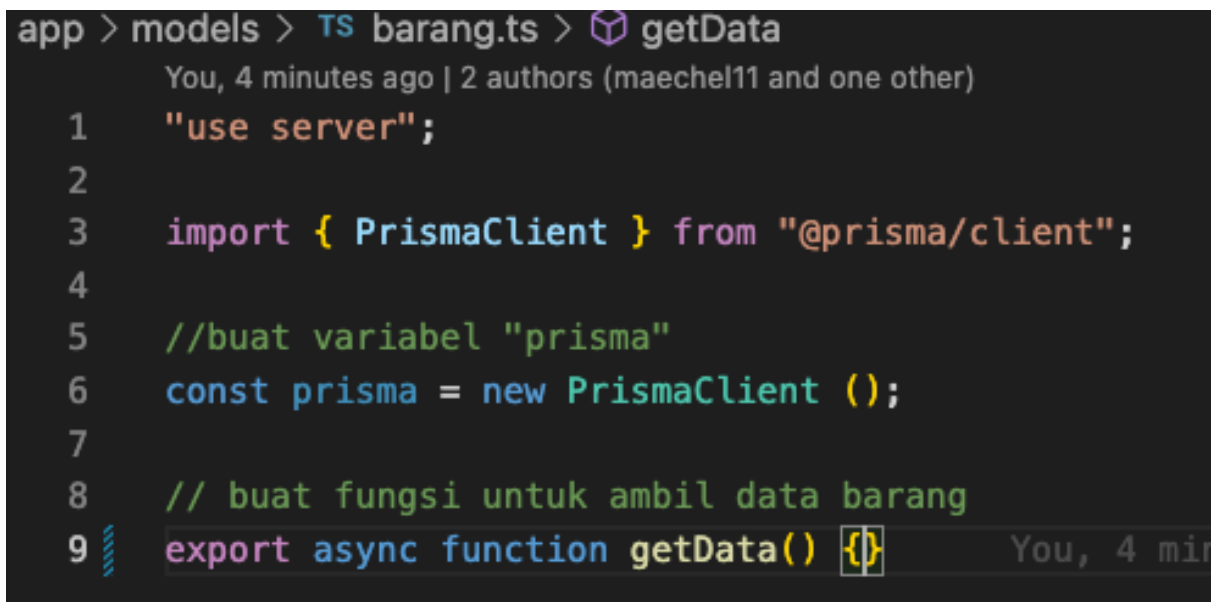 app > models > TS barang.ts > getData
You, 4 minutes ago | 2 authors (maechel11 and one other)
1 "use server";
2
3 import { PrismaClient } from "@prisma/client";
4
5 //buat variabel "prisma"
6 const prisma = new PrismaClient ();
7
8 // buat fungsi untuk ambil data barang
9 export async function getData() {} You, 4